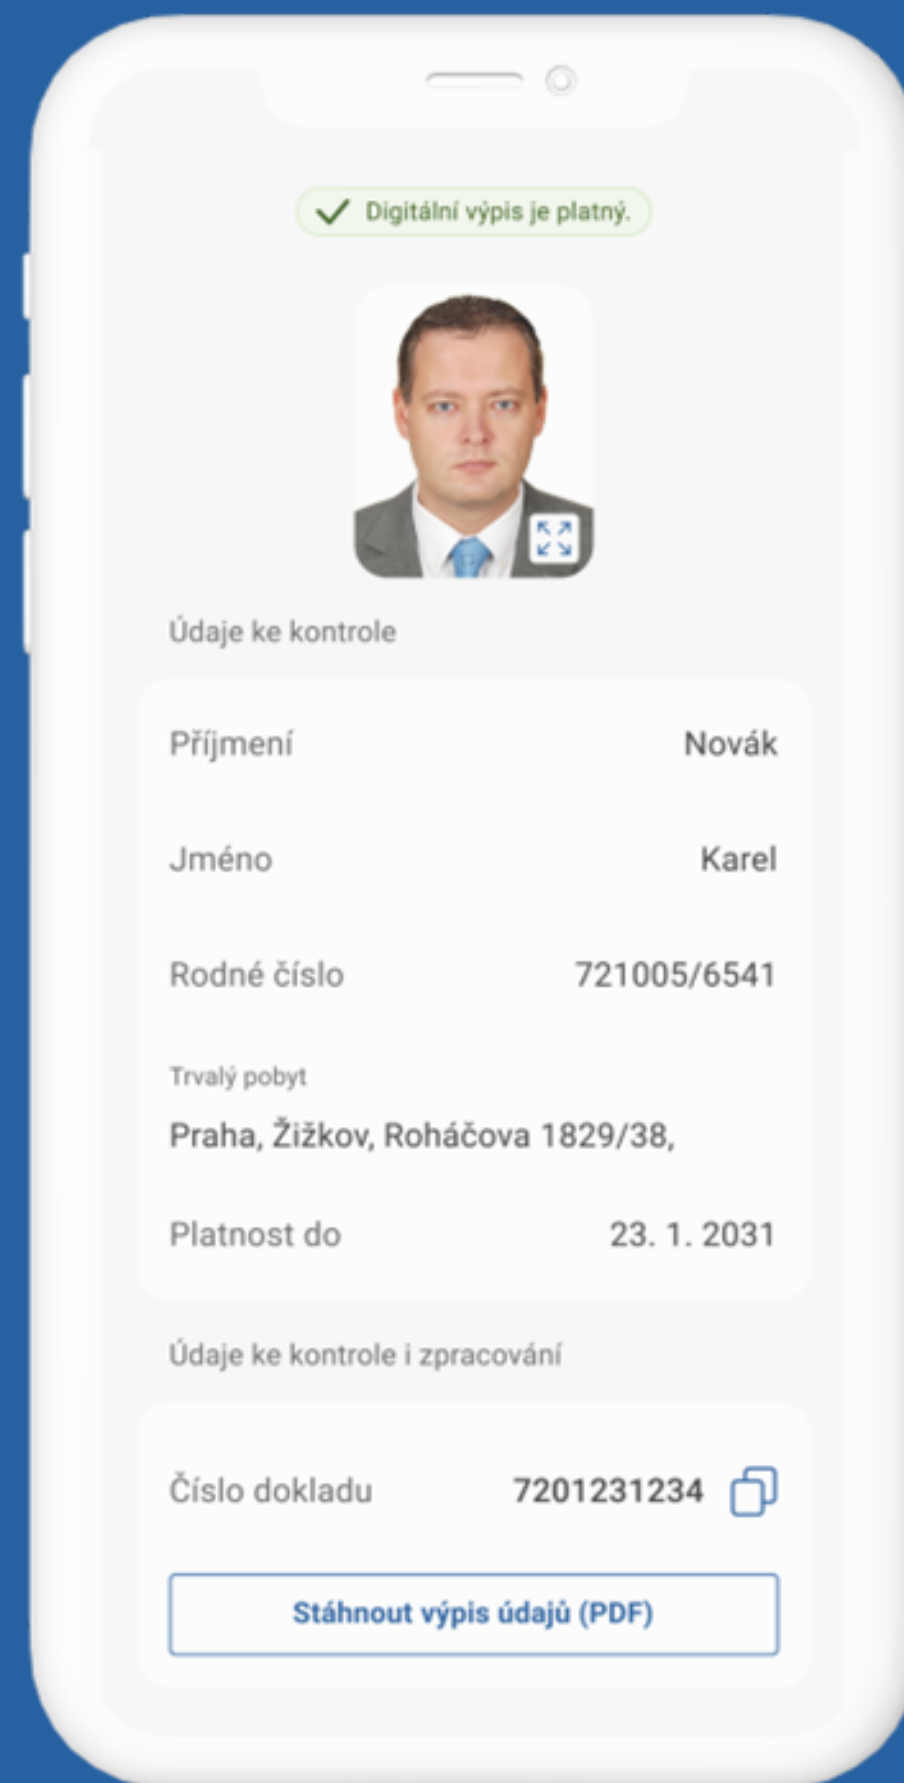 Digitální výpis je platný.
Údaje ke kontrole
Příjmení Novák
Jméno Karel
Rodné číslo 721005/6541
Trvalý pobyt
Praha, Žižkov, Roháčova 1829/38,
Platnost do 23. 1. 2031
Údaje ke kontrole i zpracování
Číslo dokladu 7201231234
Stáhnout výpis údajů (PDF)